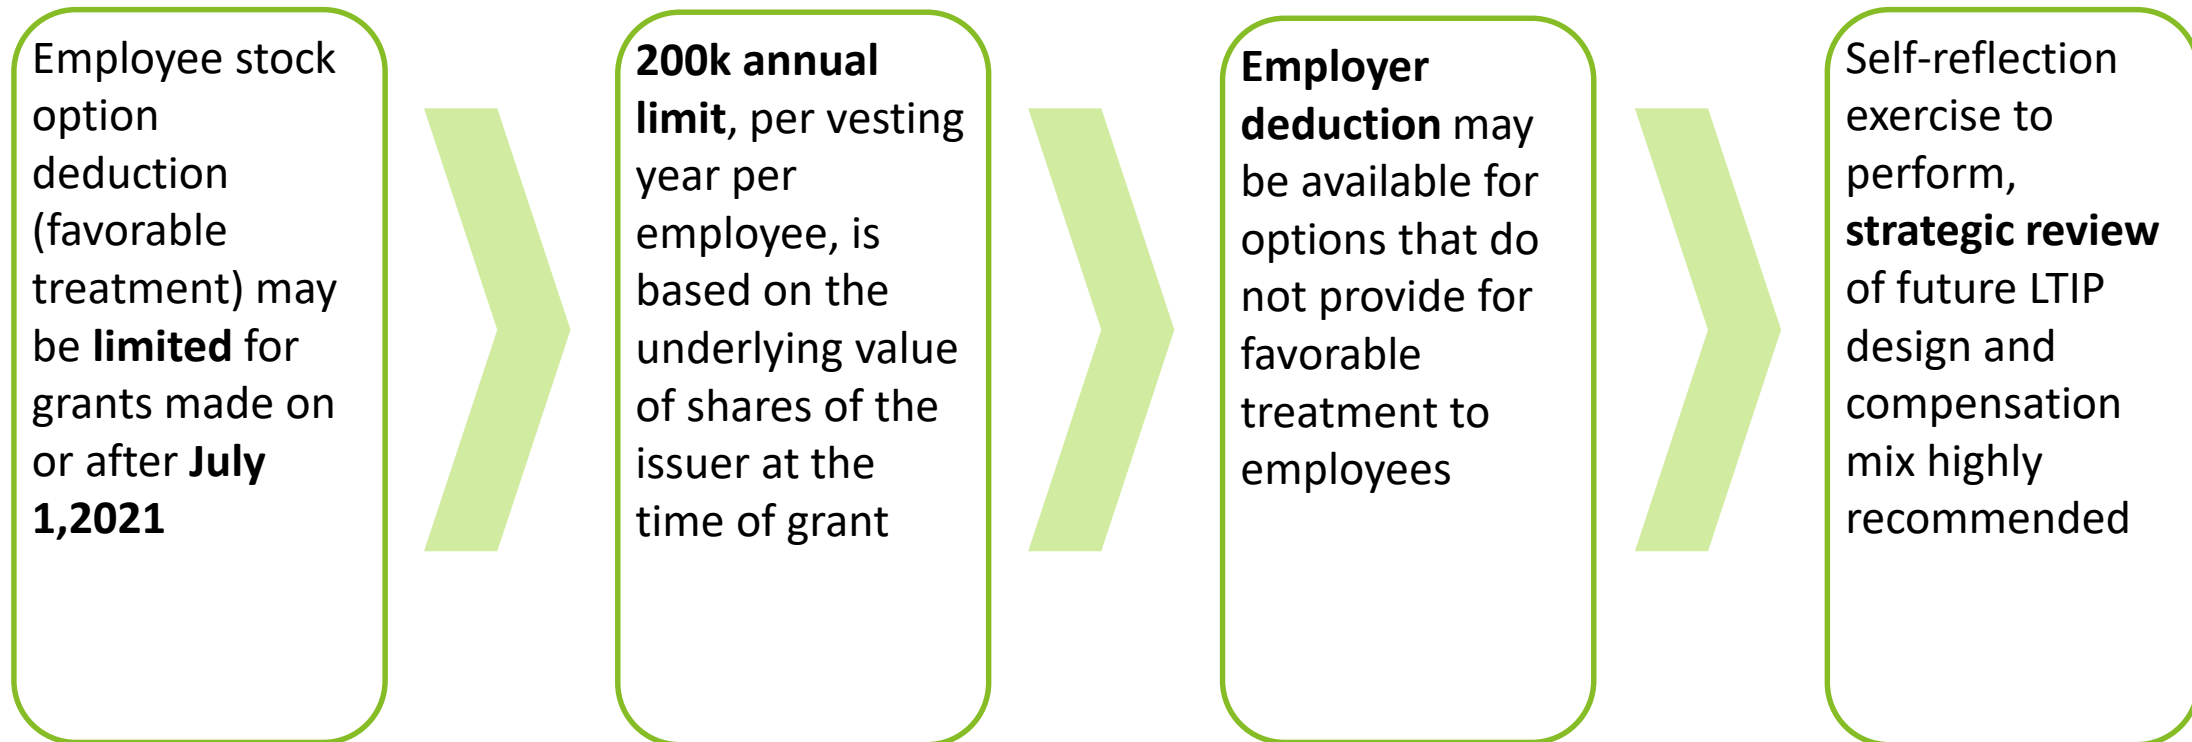 Employee stock
option
deduction
(favorable
treatment) may
be limited for
grants made on
or after July
1,2021
200k annual
limit, per vesting
year per
employee, is
based on the
underlying value
of shares of the
issuer at the
time of grant
Employer
deduction may
be available for
options that do
not provide for
favorable
treatment to
employees
Self-reflection
exercise to
perform,
strategic review
of future LTIP
design and
compensation
mix highly
recommended